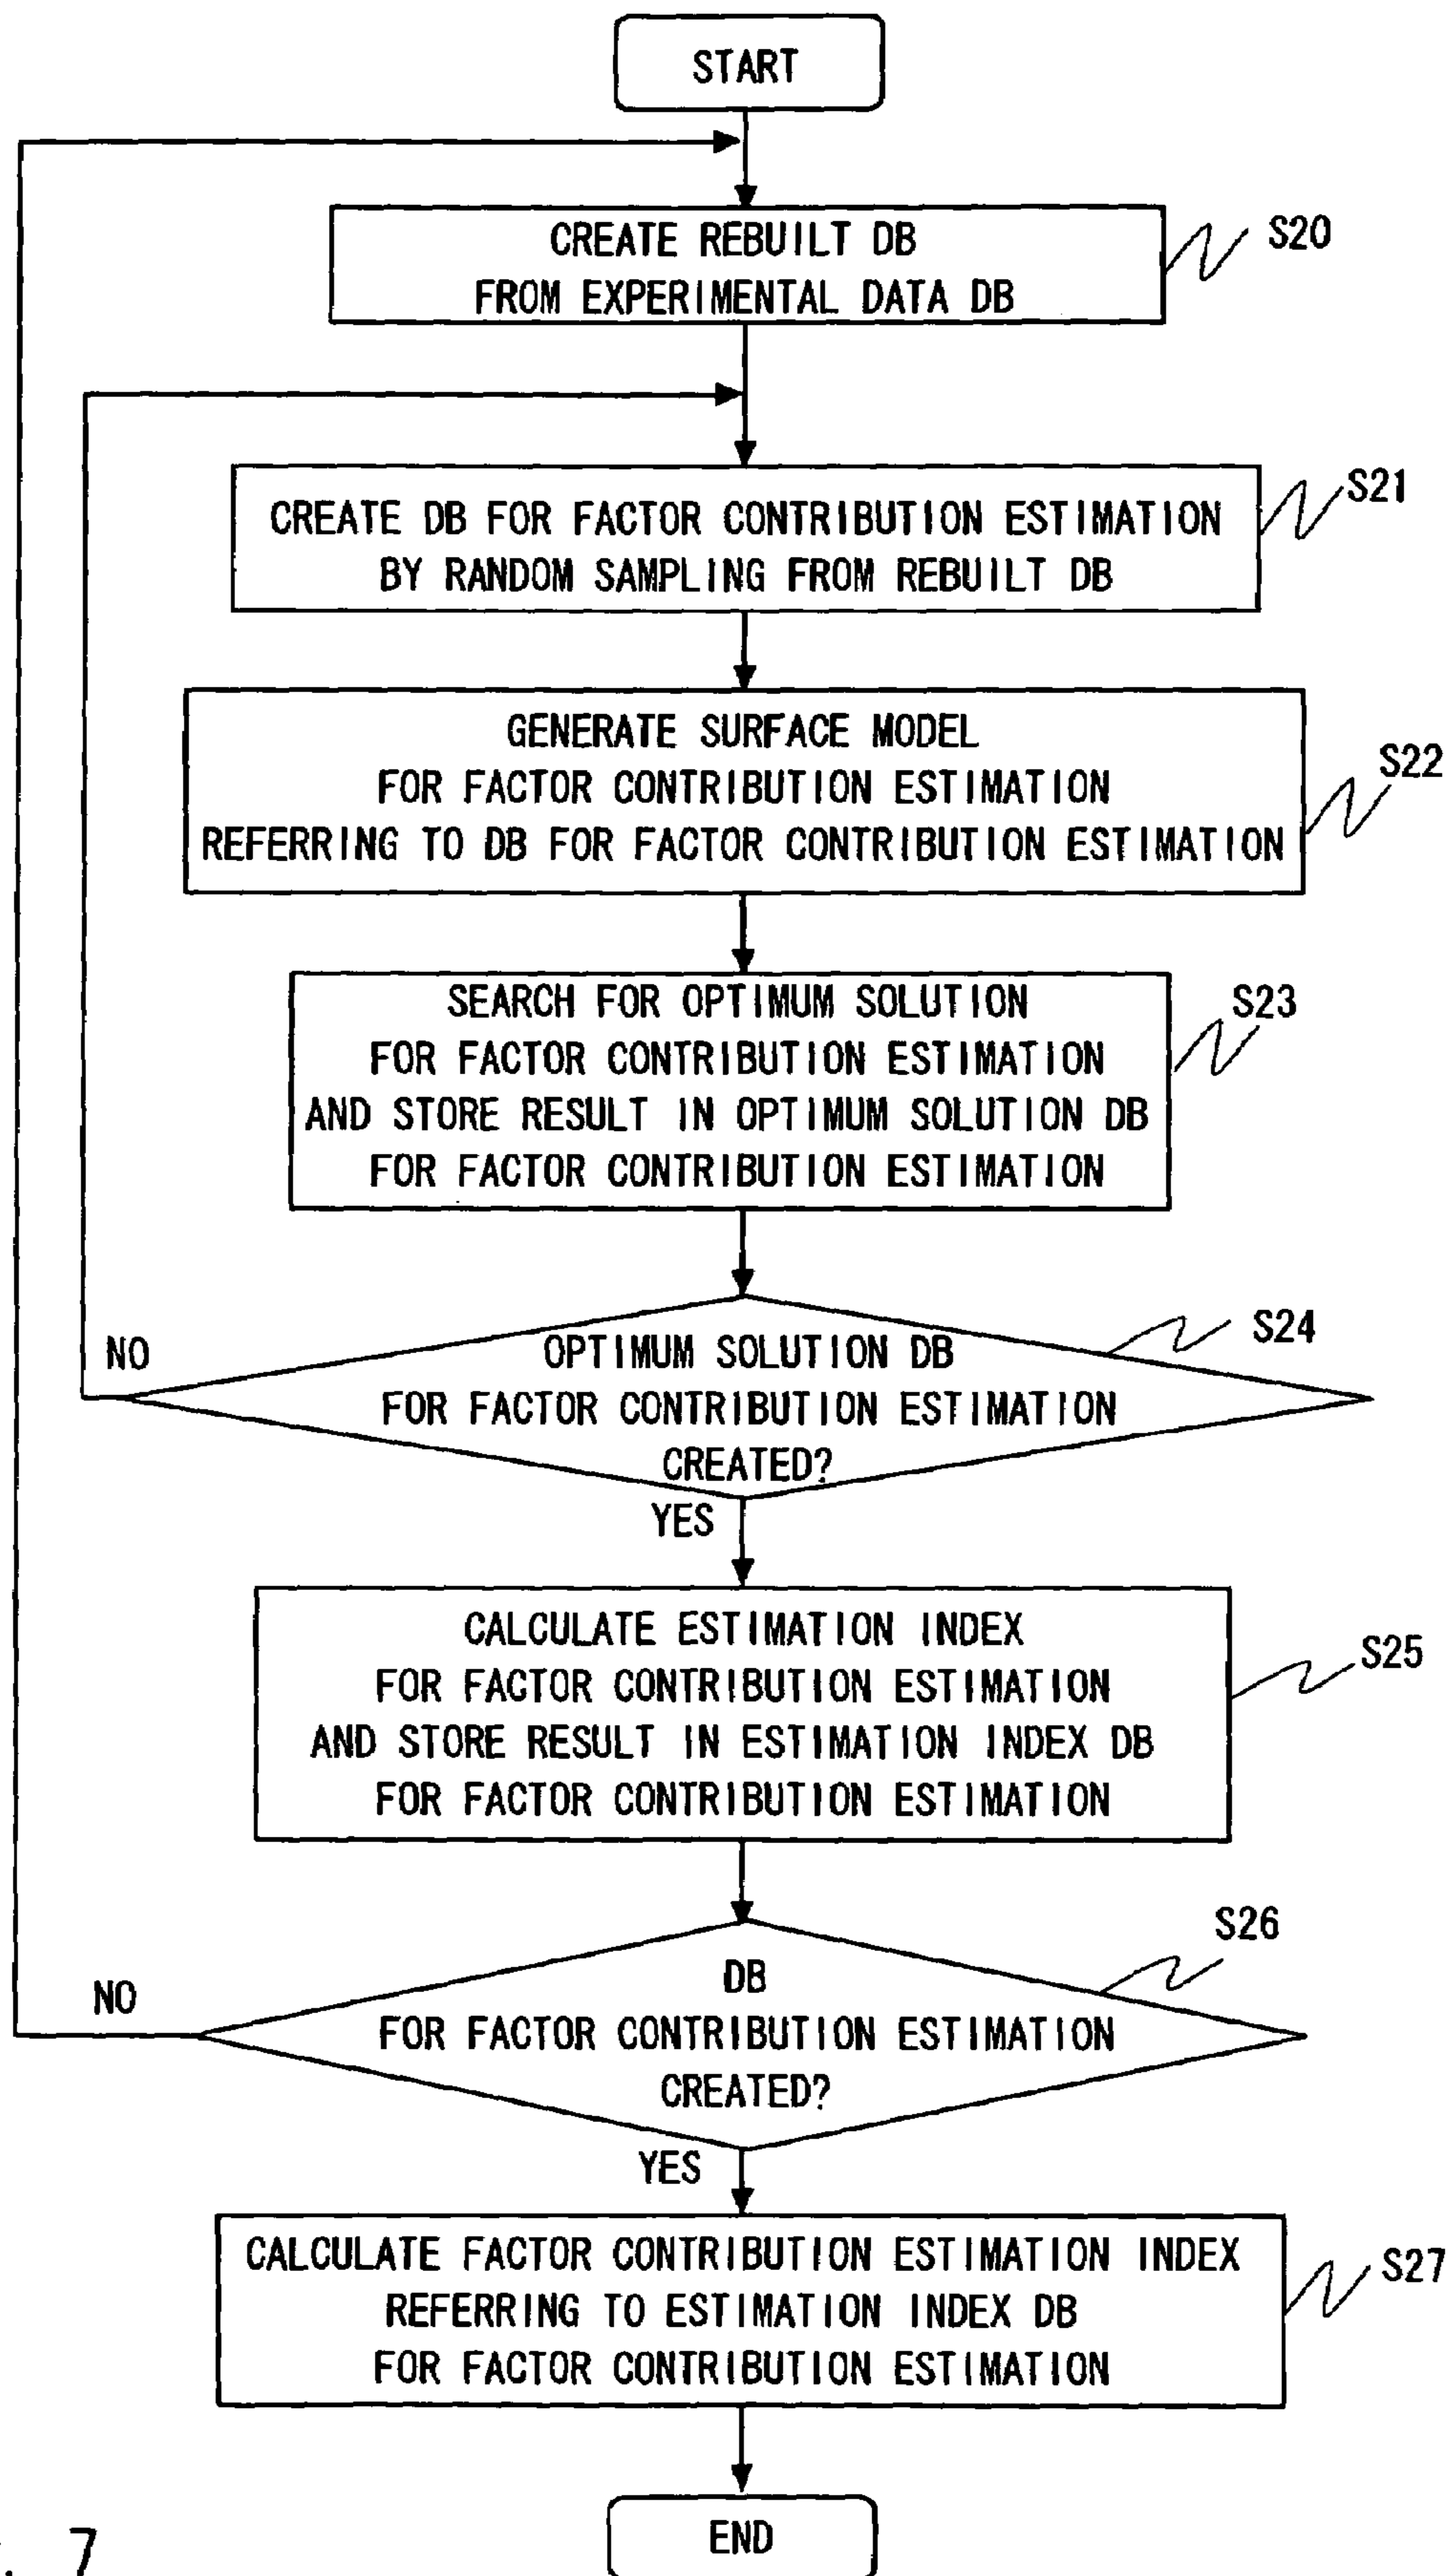 START
CREATE REBUILT DB
FROM EXPERIMENTAL DATA DB
S20
CREATE DB FOR FACTOR CONTRIBUTION ESTIMATION
BY RANDOM SAMPLING FROM REBUILT DB
S21
GENERATE SURFACE MODEL
FOR FACTOR CONTRIBUTION ESTIMATION
REFERRING TO DB FOR FACTOR CONTRIBUTION ESTIMATION
S22
SEARCH FOR OPTIMUM SOLUTION
FOR FACTOR CONTRIBUTION ESTIMATION
AND STORE RESULT IN OPTIMUM SOLUTION DB
FOR FACTOR CONTRIBUTION ESTIMATION
S23
NO
OPTIMUM SOLUTION DB
FOR FACTOR CONTRIBUTION ESTIMATION
CREATED?
S24
YES
CALCULATE ESTIMATION INDEX
FOR FACTOR CONTRIBUTION ESTIMATION
AND STORE RESULT IN ESTIMATION INDEX DB
FOR FACTOR CONTRIBUTION ESTIMATION
S25
NO
DB
FOR FACTOR CONTRIBUTION ESTIMATION
CREATED?
S26
YES
CALCULATE FACTOR CONTRIBUTION ESTIMATION INDEX
REFERRING TO ESTIMATION INDEX DB
FOR FACTOR CONTRIBUTION ESTIMATION
S27
END
. 7